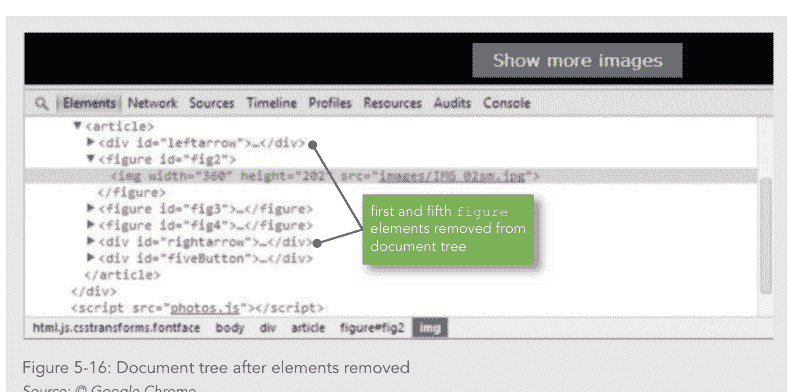 Show more images
Elements Network Sources Timeline Profiles Resources Audits Console
▼<article>
▶<div id="leftarrow">…</div>
▼<figure id="fig2">
<img width="360" height="202" src="images/IMG_02sm.jpg">
</figure>
▶<figure id="fig3">…</figure>
▶<figure id="fig4">…</figure>
▶<div id="rightarrow">…</div>
▶<div id="fiveButton">…</div>
</article>
</div>
<script src="photos.js"></script>
first and fifth figure
elements removed from
document tree
html.js.csstransforms.fontface body div article figure#fig2 img
Figure 5-16: Document tree after elements removed
Source: © Google Chrome